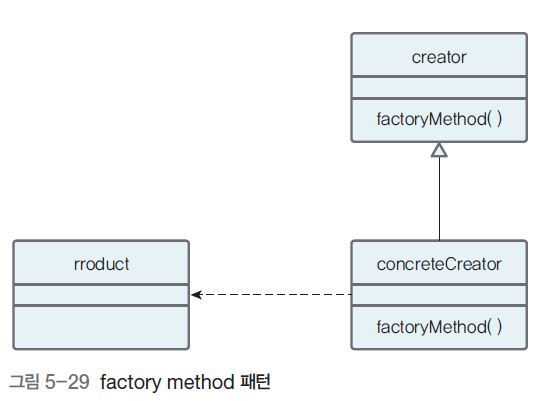 creator
factoryMethod( )
rroduct
concreteCreator
factoryMethod( )
그림 5-29 factory method 패턴